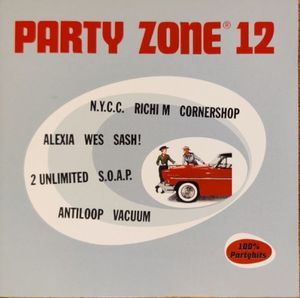 PARTY ZONE® 12
N.Y.C.C. RICHI M CORNERSHOP
ALEXIA WES SASH!
2 UNLIMITED S.O.A.P.
ANTILOOP VACUUM
100%
Partyhits